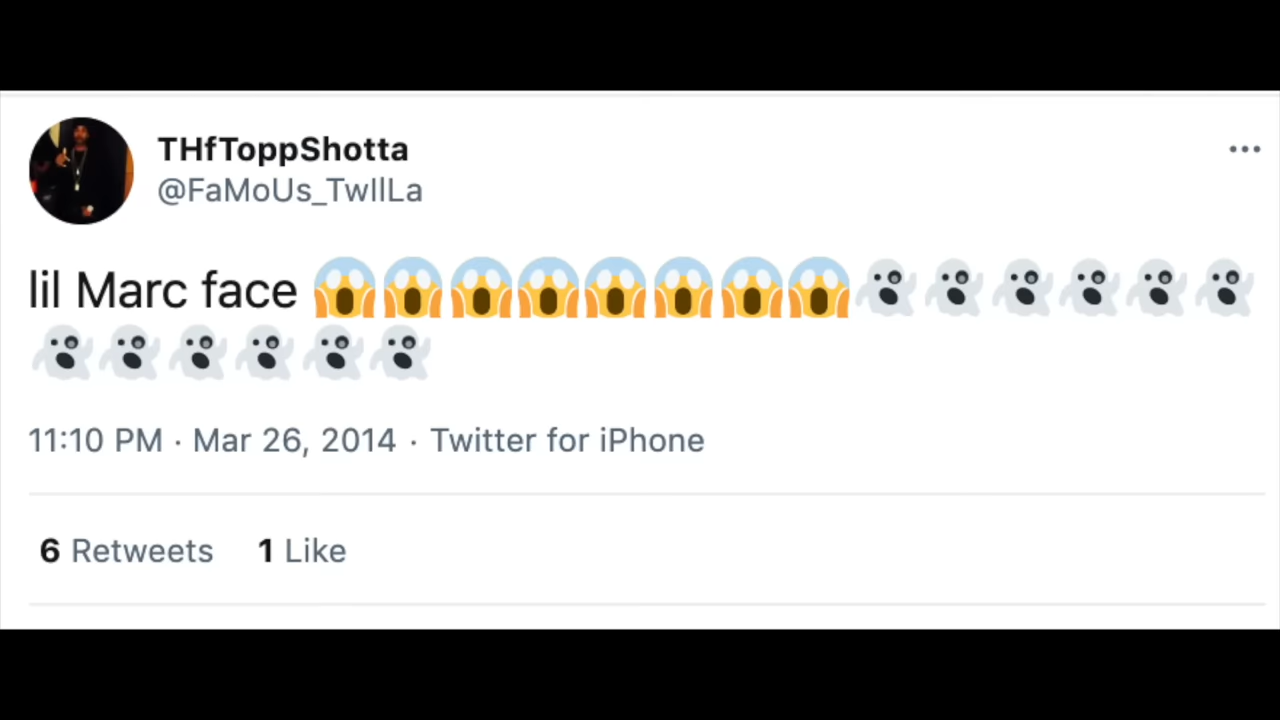 THfToppShotta
@FaMoUs_TwIlLa
lil Marc face 😱😱😱😱😱😱😱😱👻👻👻👻👻👻
👻👻👻👻👻👻
11:10 PM · Mar 26, 2014 · Twitter for iPhone
6 Retweets 1 Like